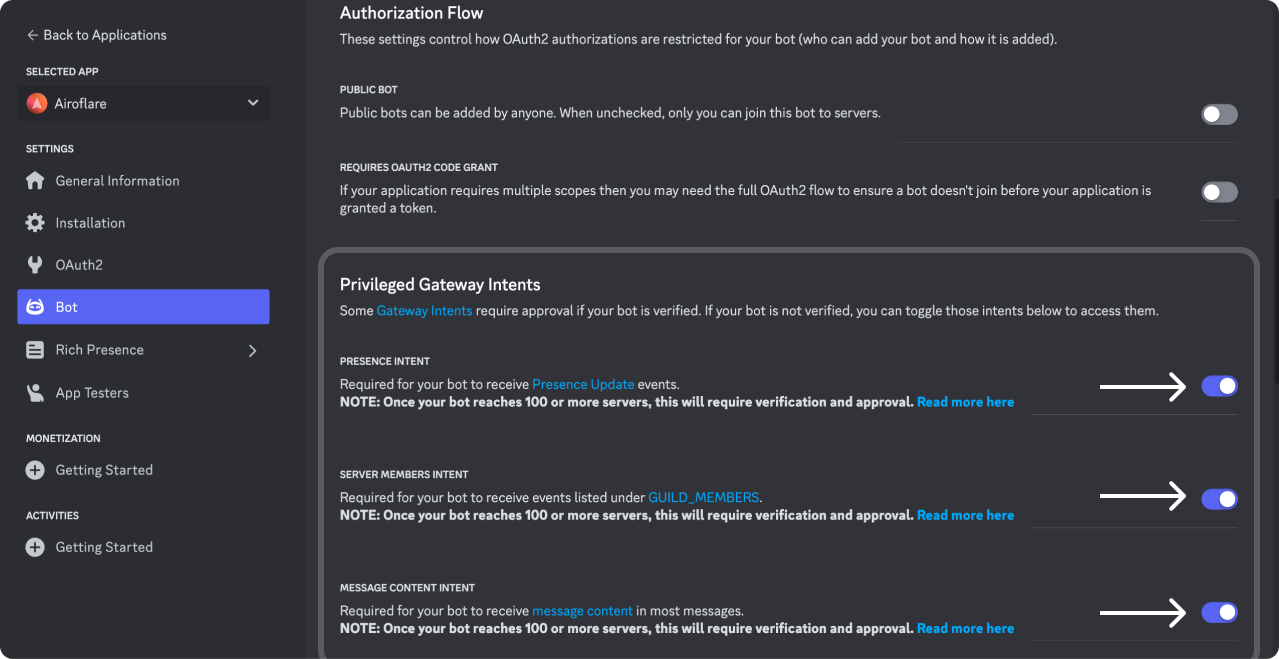 Back to Applications
SELECTED APP
Airoflare
SETTINGS
General Information
Installation
OAuth2
Bot
Rich Presence
App Testers
MONETIZATION
Getting Started
ACTIVITIES
Getting Started
Authorization Flow
These settings control how OAuth2 authorizations are restricted for your bot (who can add your bot and how it is added).
PUBLIC BOT
Public bots can be added by anyone. When unchecked, only you can join this bot to servers.
REQUIRES OAUTH2 CODE GRANT
If your application requires multiple scopes then you may need the full OAuth2 flow to ensure a bot doesn't join before your application is
granted a token.
Privileged Gateway Intents
Some Gateway Intents require approval if your bot is verified. If your bot is not verified, you can toggle those intents below to access them.
PRESENCE INTENT
Required for your bot to receive Presence Update events.
NOTE: Once your bot reaches 100 or more servers, this will require verification and approval. Read more here
SERVER MEMBERS INTENT
Required for your bot to receive events listed under GUILD_MEMBERS.
NOTE: Once your bot reaches 100 or more servers, this will require verification and approval. Read more here
MESSAGE CONTENT INTENT
Required for your bot to receive message content in most messages.
NOTE: Once your bot reaches 100 or more servers, this will require verification and approval. Read more here